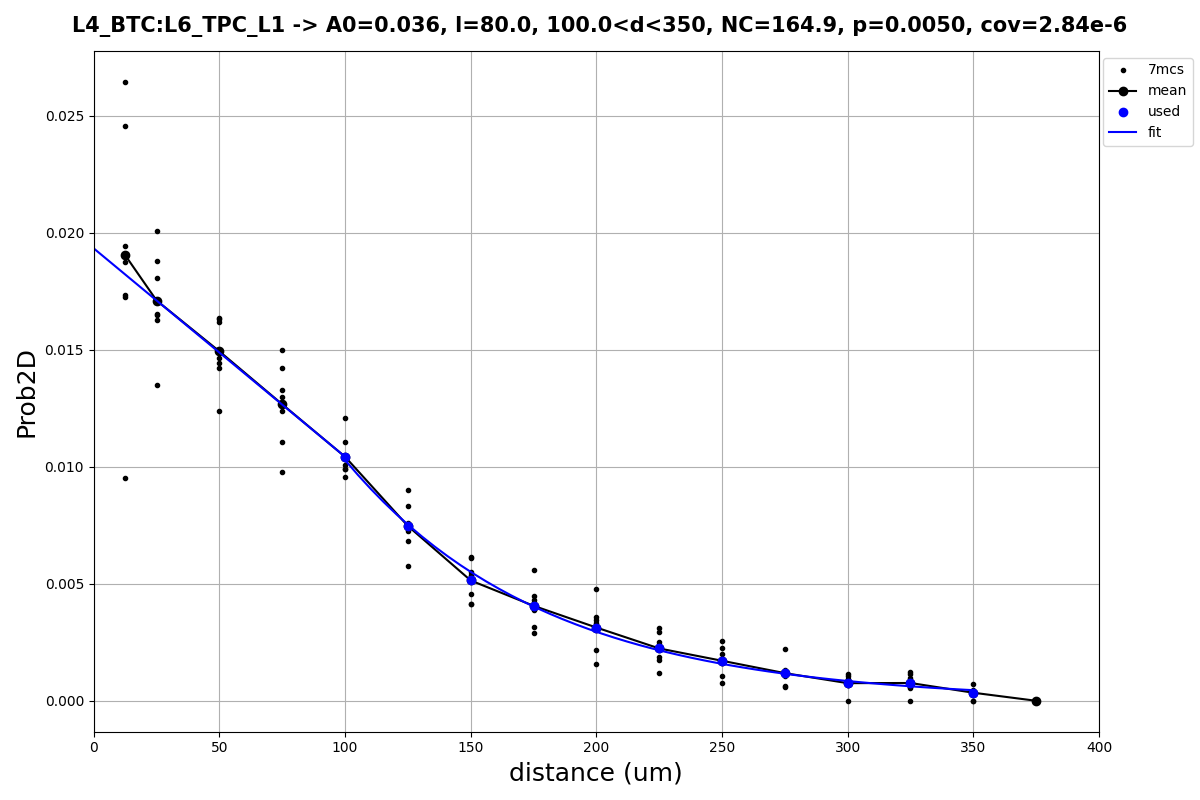 L4_BTC:L6_TPC_L1 -> A0=0.036, l=80.0, 100.0<d<350, NC=164.9, p=0.0050, cov=2.84e-6
7mcs
mean
used
fit
0.025
0.020
0.015
0.010
0.005
0.000
Prob2D
0 50 100 150 200 250 300 350 400
distance (um)